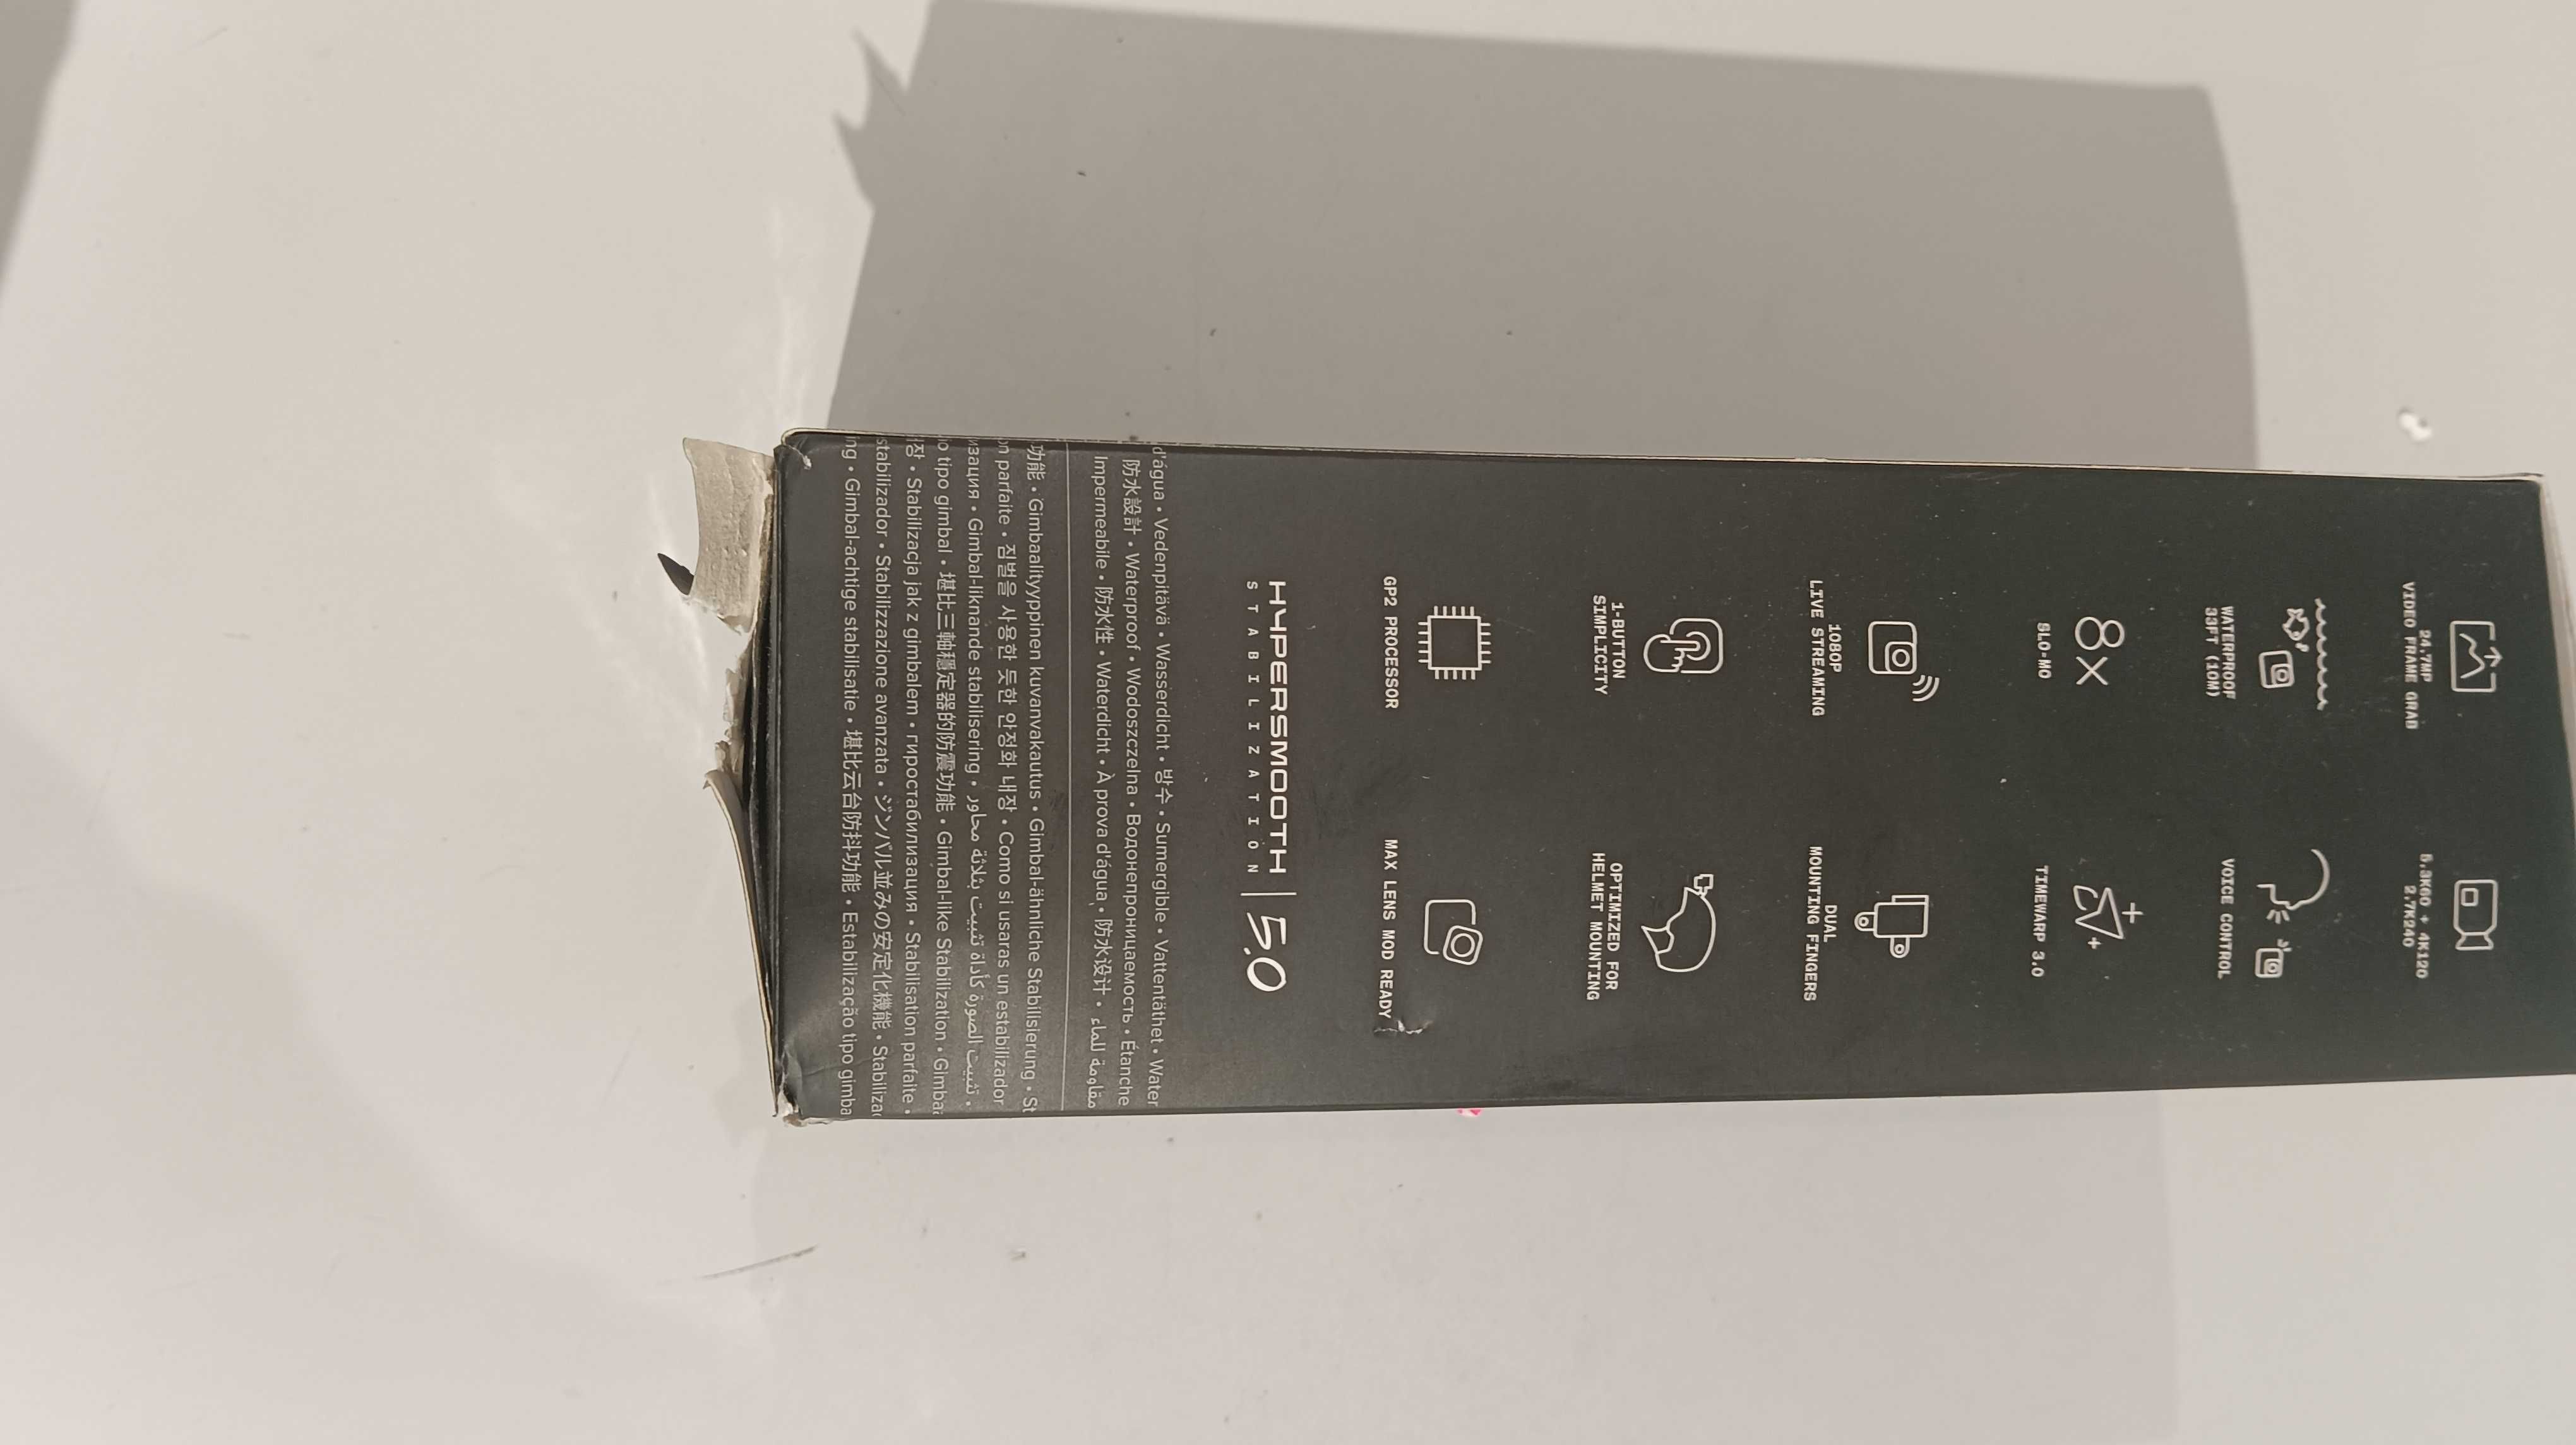 24.7MP
VIDEO FRAME GRAB
5.3K60 + 4K120
2.7K240
WATERPROOF
33FT (10M)
VOICE CONTROL
8X
SLO-MO
TIMEWARP 3.0
1080P
LIVE STREAMING
DUAL
MOUNTING FINGERS
1-BUTTON
SIMPLICITY
OPTIMIZED FOR
HELMET MOUNTING
GP2 PROCESSOR
MAX LENS MOD READY
HYPERSMOOTH 5.0
STABILIZATION
d'água • Vedenpitävä • Wasserdicht • 방수 • Sumergible • Vattentäthet • Water
防水設計 • Waterproof • Wodoszczelna • Водонепроницаемость • Étanche
Impermeabile • 防水性 • Waterdicht • À prova d'água • 防水设计 • مقاومة للماء
功能 • Gimbaalityyppinen kuvanvakautus • Gimbal-ähnliche Stabilisierung • St
on parfaite • 짐벌을 사용한 듯한 안정화 내장 • Como si usaras un estabilizador
изация • Gimbal-liknande stabilisering • تثبيت الصورة كأداة تثبيت بثلاثة محاور •
ão tipo gimbal • 堪比三軸穩定器的防震功能 • Gimbal-like Stabilization • Gimba
장 • Stabilizacja jak z gimbalem • гиростабилизация • Stabilisation parfaite •
stabilizador • Stabilizzazione avanzata • ジンバル並みの安定化機能 • Stabiliza
ng • Gimbal-achtige stabilisatie • 堪比云台防抖功能 • Estabilização tipo gimba